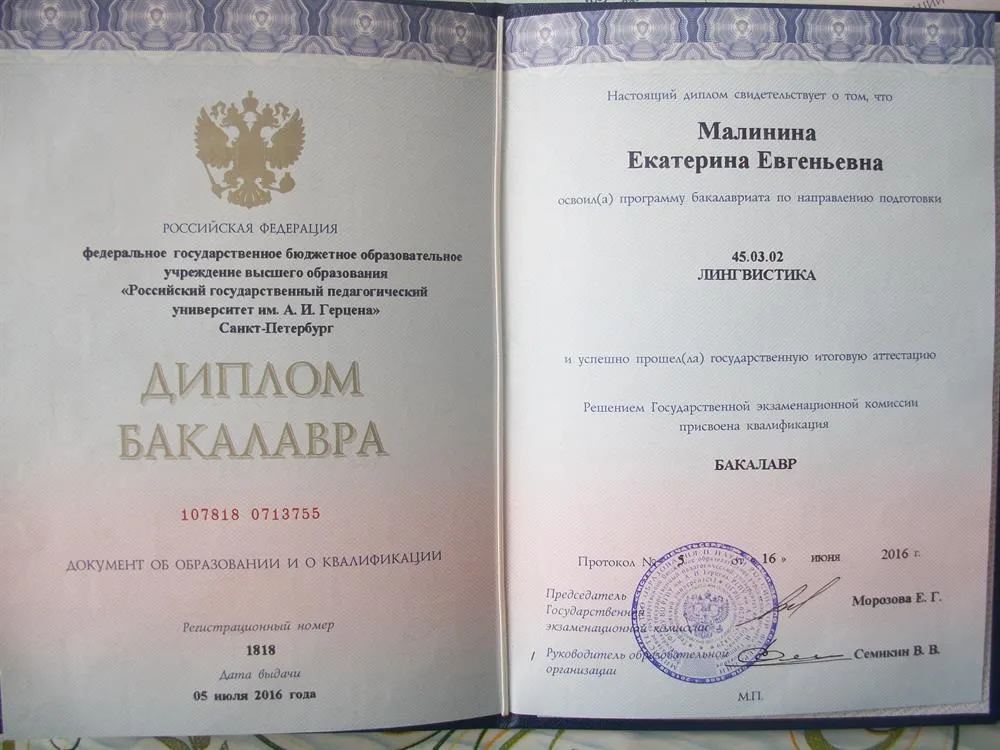 РОССИЙСКАЯ ФЕДЕРАЦИЯ
федеральное государственное бюджетное образовательное
учреждение высшего образования
«Российский государственный педагогический
университет им. А. И. Герцена»
Санкт-Петербург
ДИПЛОМ
БАКАЛАВРА
107818 0713755
ДОКУМЕНТ ОБ ОБРАЗОВАНИИ И О КВАЛИФИКАЦИИ
Регистрационный номер
1818
Дата выдачи
05 июля 2016 года
Настоящий диплом свидетельствует о том, что
Малинина
Екатерина Евгеньевна
освоил(а) программу бакалавриата по направлению подготовки
45.03.02
ЛИНГВИСТИКА
и успешно прошел(ла) государственную итоговую аттестацию
Решением Государственной экзаменационной комиссии
присвоена квалификация
БАКАЛАВР
Протокол № 5 от « 16 » июня 2016 г.
Председатель
Государственной
экзаменационной комиссии
Морозова Е. Г.
Руководитель образовательной
организации
Семикин В. В.
М.П.